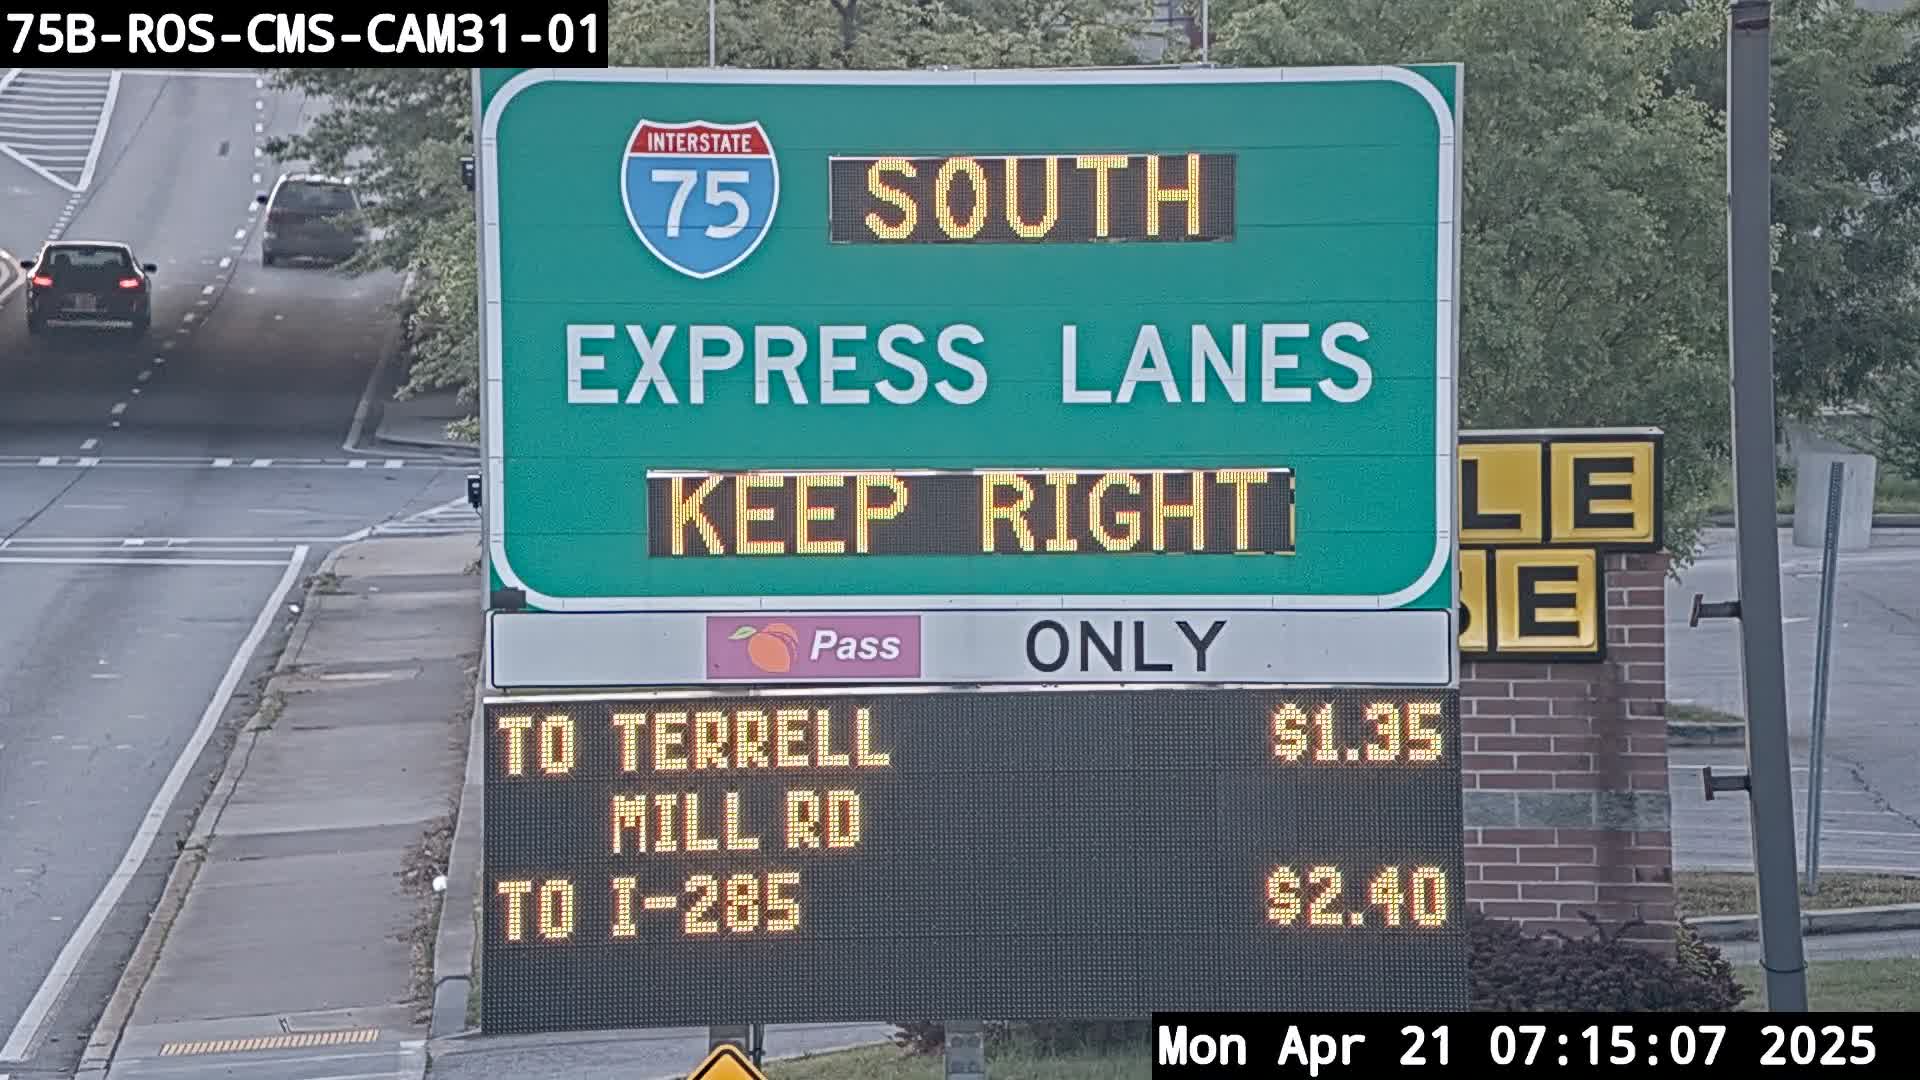 75B-ROS-CMS-CAM31-01
INTERSTATE
75
SOUTH
EXPRESS LANES
KEEP RIGHT
LE
E
Pass ONLY
TO TERRELL $1.35
MILL RD
TO I-285 $2.40
Mon Apr 21 07:15:07 2025